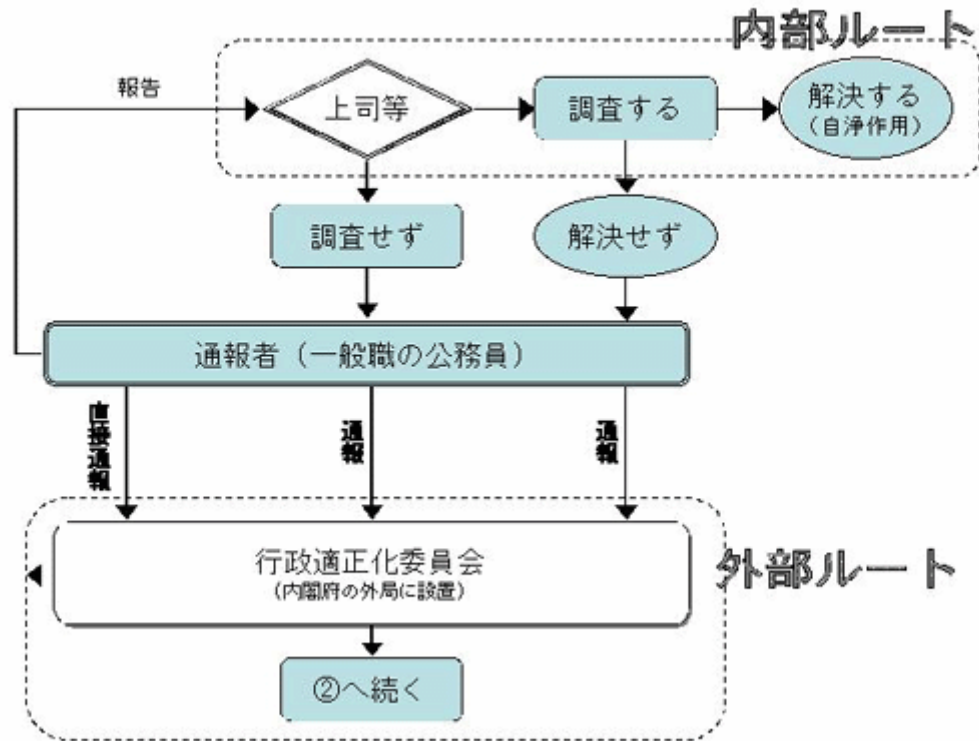 内部ルート
報告
上司等
調査する
解決する
(自浄作用)
調査せず
解決せず
通報者(一般職の公務員)
直接通報
通報
通報
行政適正化委員会
(内閣府の外局に設置)
外部ルート
②へ続く